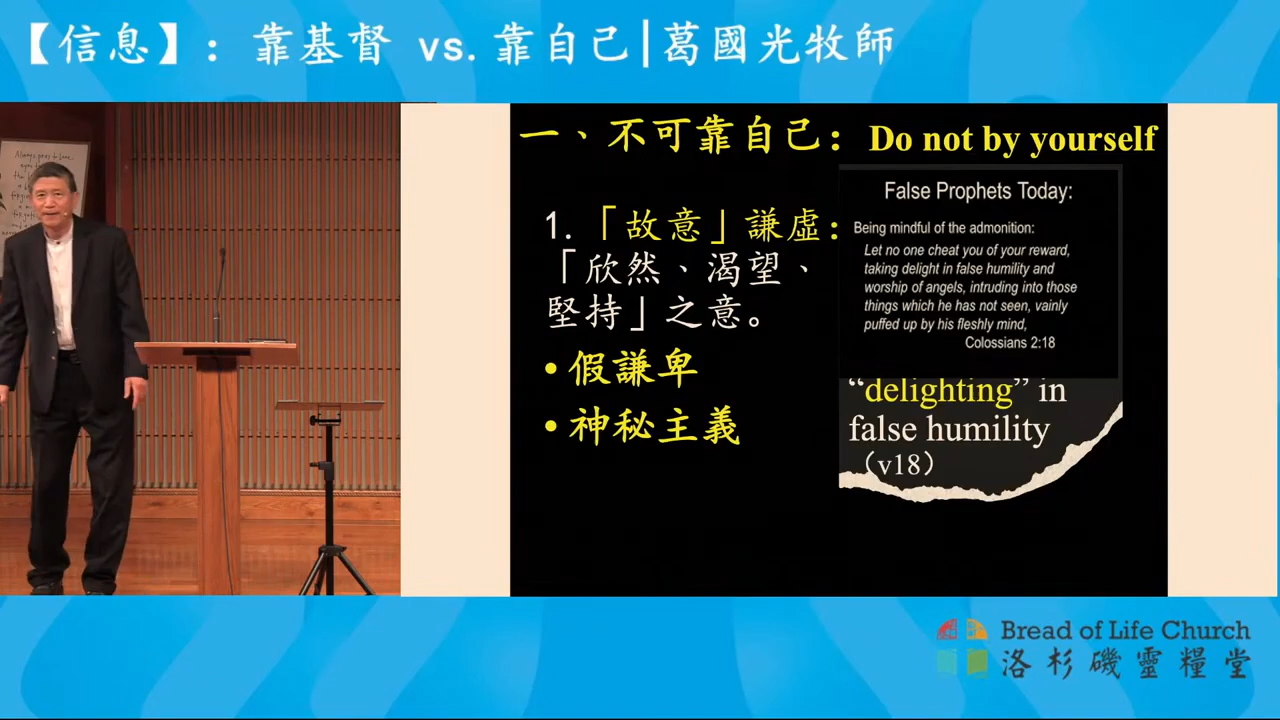 【信息】：靠基督 vs. 靠自己|葛國光牧師
一、不可靠自己：Do not by yourself
1.「故意」謙虛：
「欣然、渴望、
堅持」之意。
• 假謙卑
• 神秘主義
False Prophets Today:
Being mindful of the admonition:
Let no one cheat you of your reward,
taking delight in false humility and
worship of angels, intruding into those
things which he has not seen, vainly
puffed up by his fleshly mind,
Colossians 2:18
“delighting” in
false humility
（v18）
Bread of Life Church
洛杉磯靈糧堂